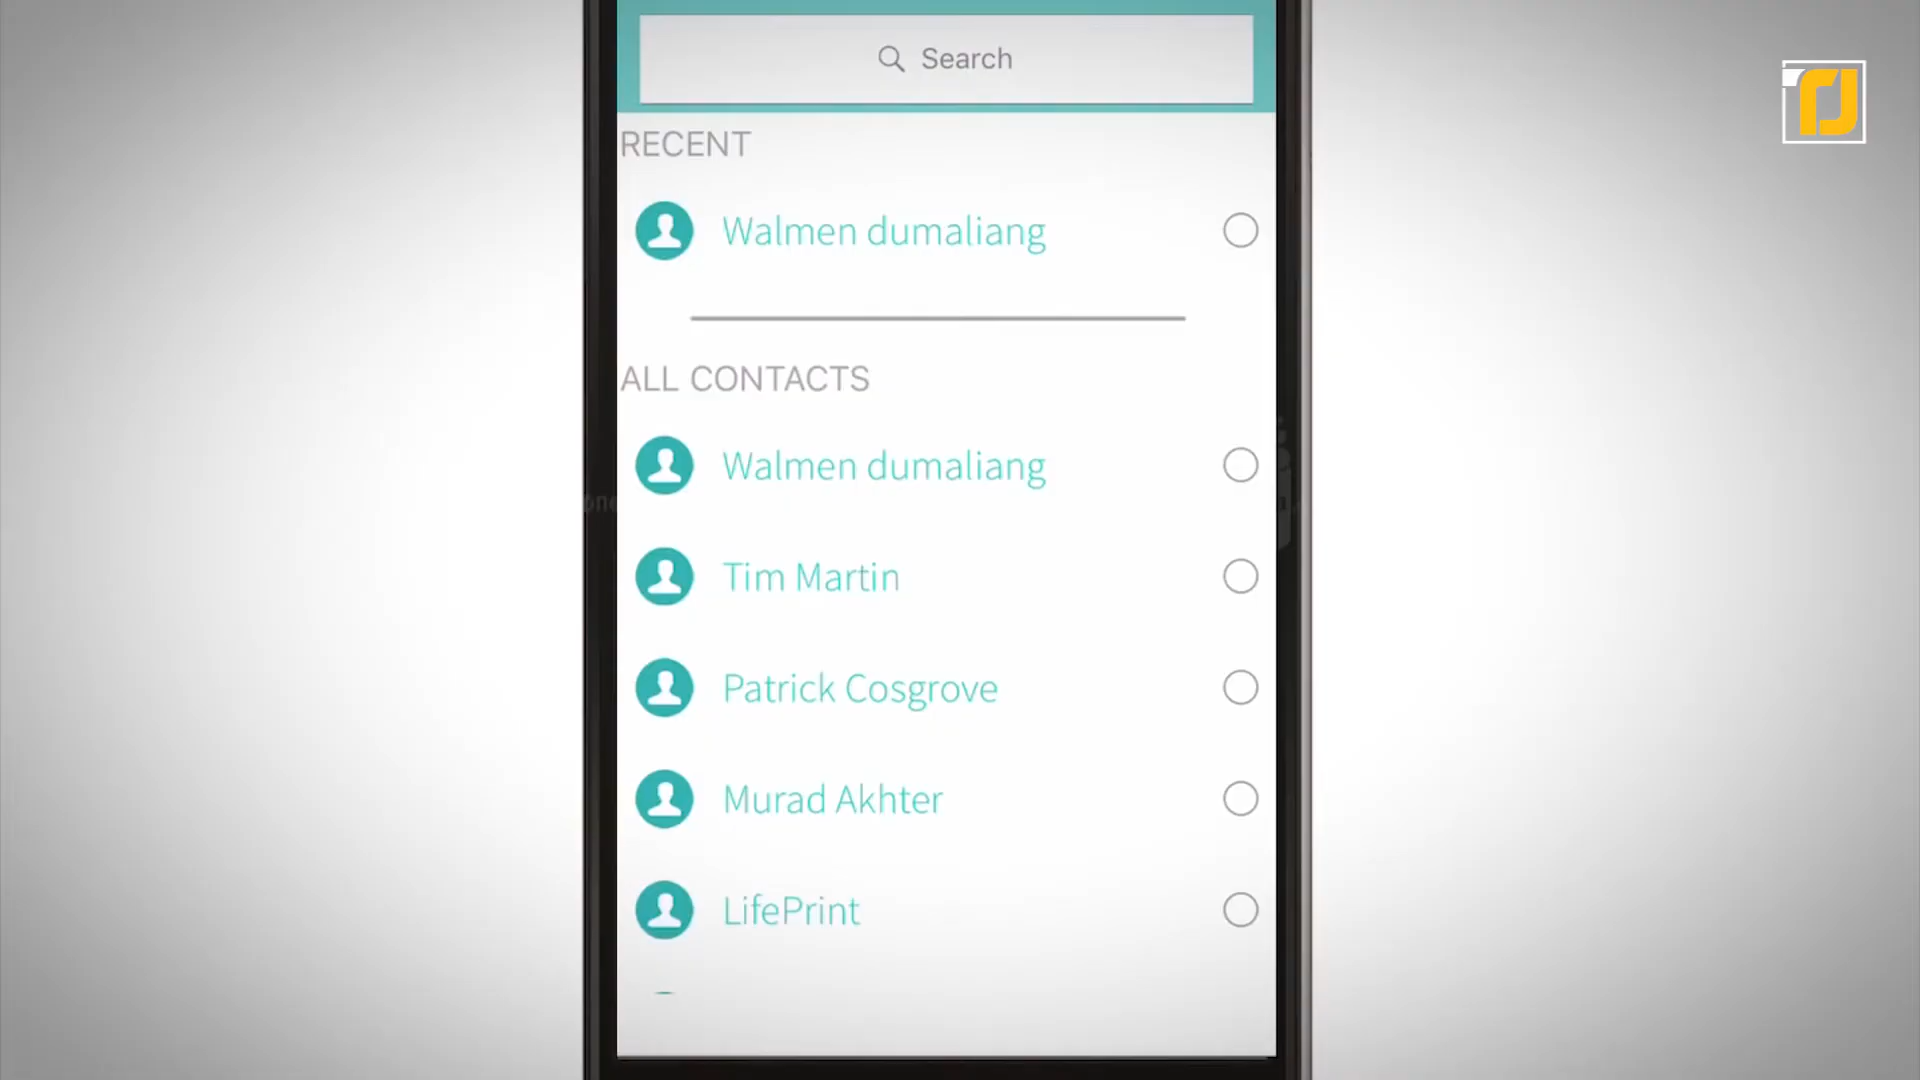 Search
RECENT
Walmen dumaliang
ALL CONTACTS
Walmen dumaliang
Tim Martin
Patrick Cosgrove
Murad Akhter
LifePrint